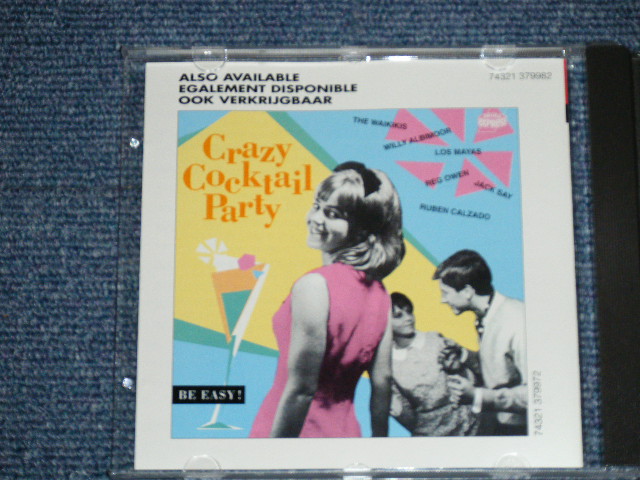 ALSO AVAILABLE
EGALEMENT DISPONIBLE
OOK VERKRIJGBAAR
74321 379982
Crazy
Cocktail
Party
THE WAIKIKIS
WILLY ALBIMOOR
LOS MAYAS
REG OWEN
JACK SAY
RUBEN CALZADO
BE EASY!
74321 379972